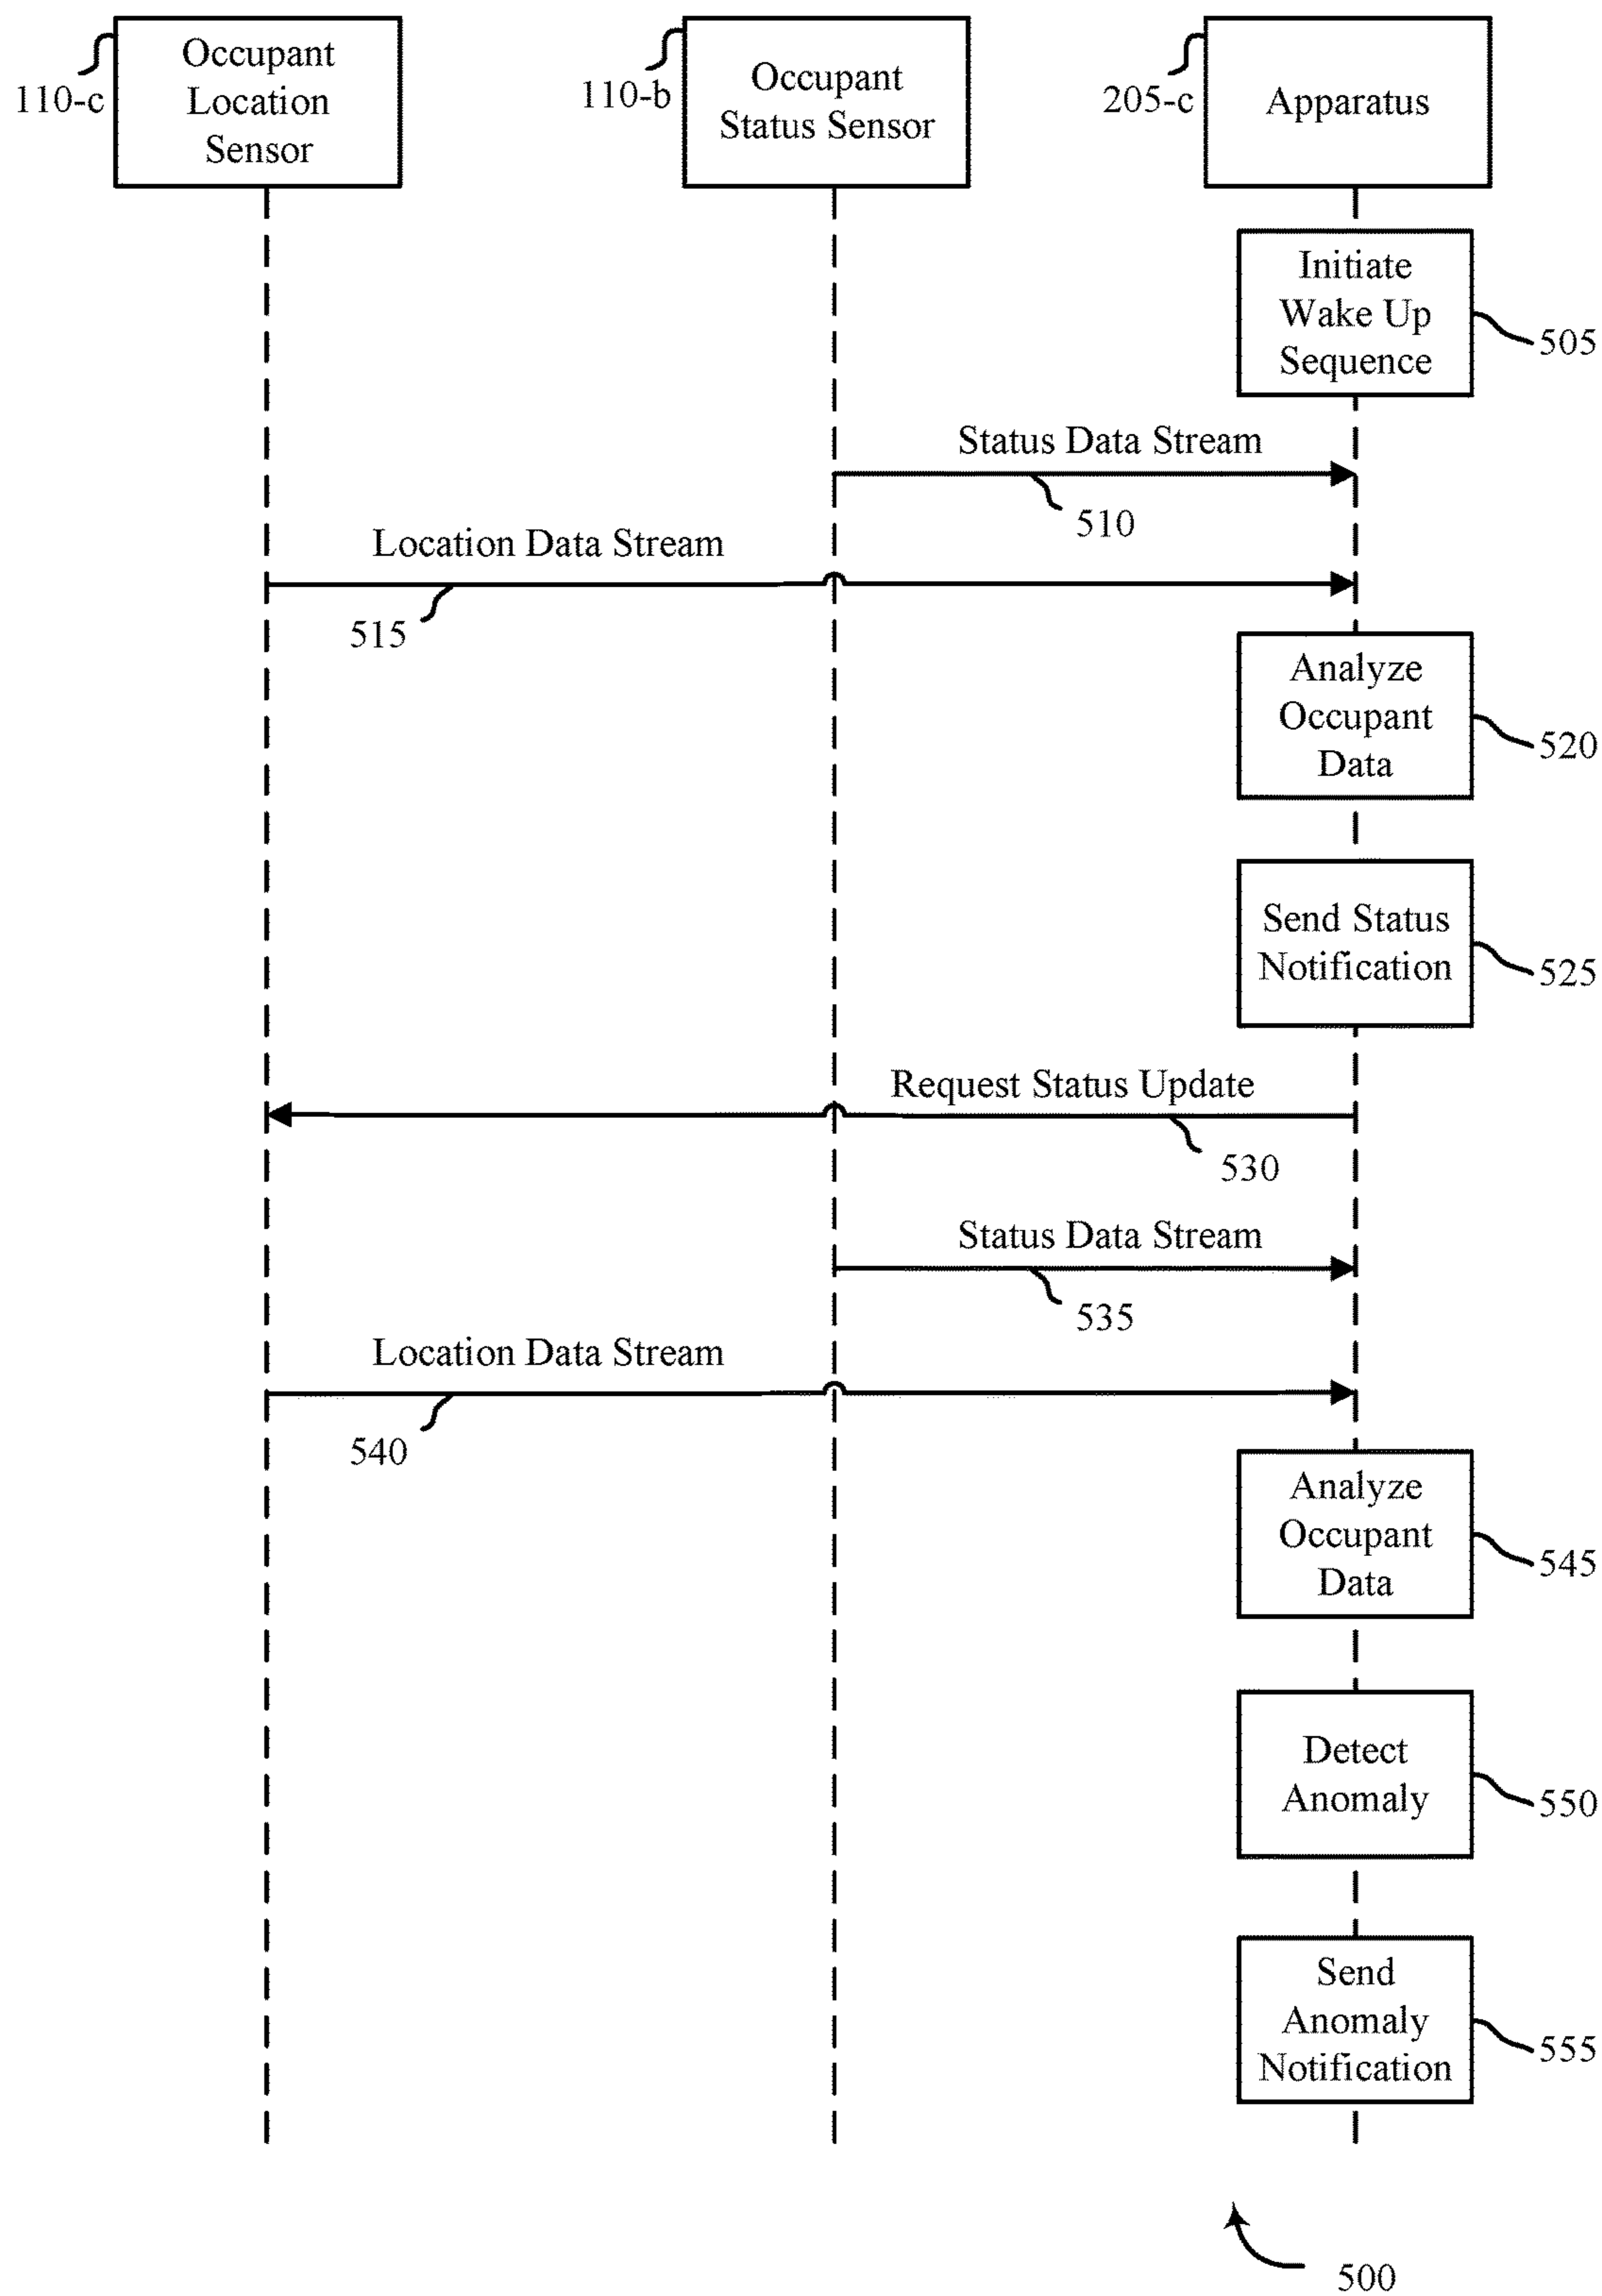 Occupant
Location
Sensor
110-c
Occupant
Status Sensor
110-b
Apparatus
205-c
Initiate
Wake Up
Sequence
505
Status Data Stream
510
Location Data Stream
515
Analyze
Occupant
Data
520
Send Status
Notification
525
Request Status Update
530
Status Data Stream
535
Location Data Stream
540
Analyze
Occupant
Data
545
Detect
Anomaly
550
Send
Anomaly
Notification
555
500